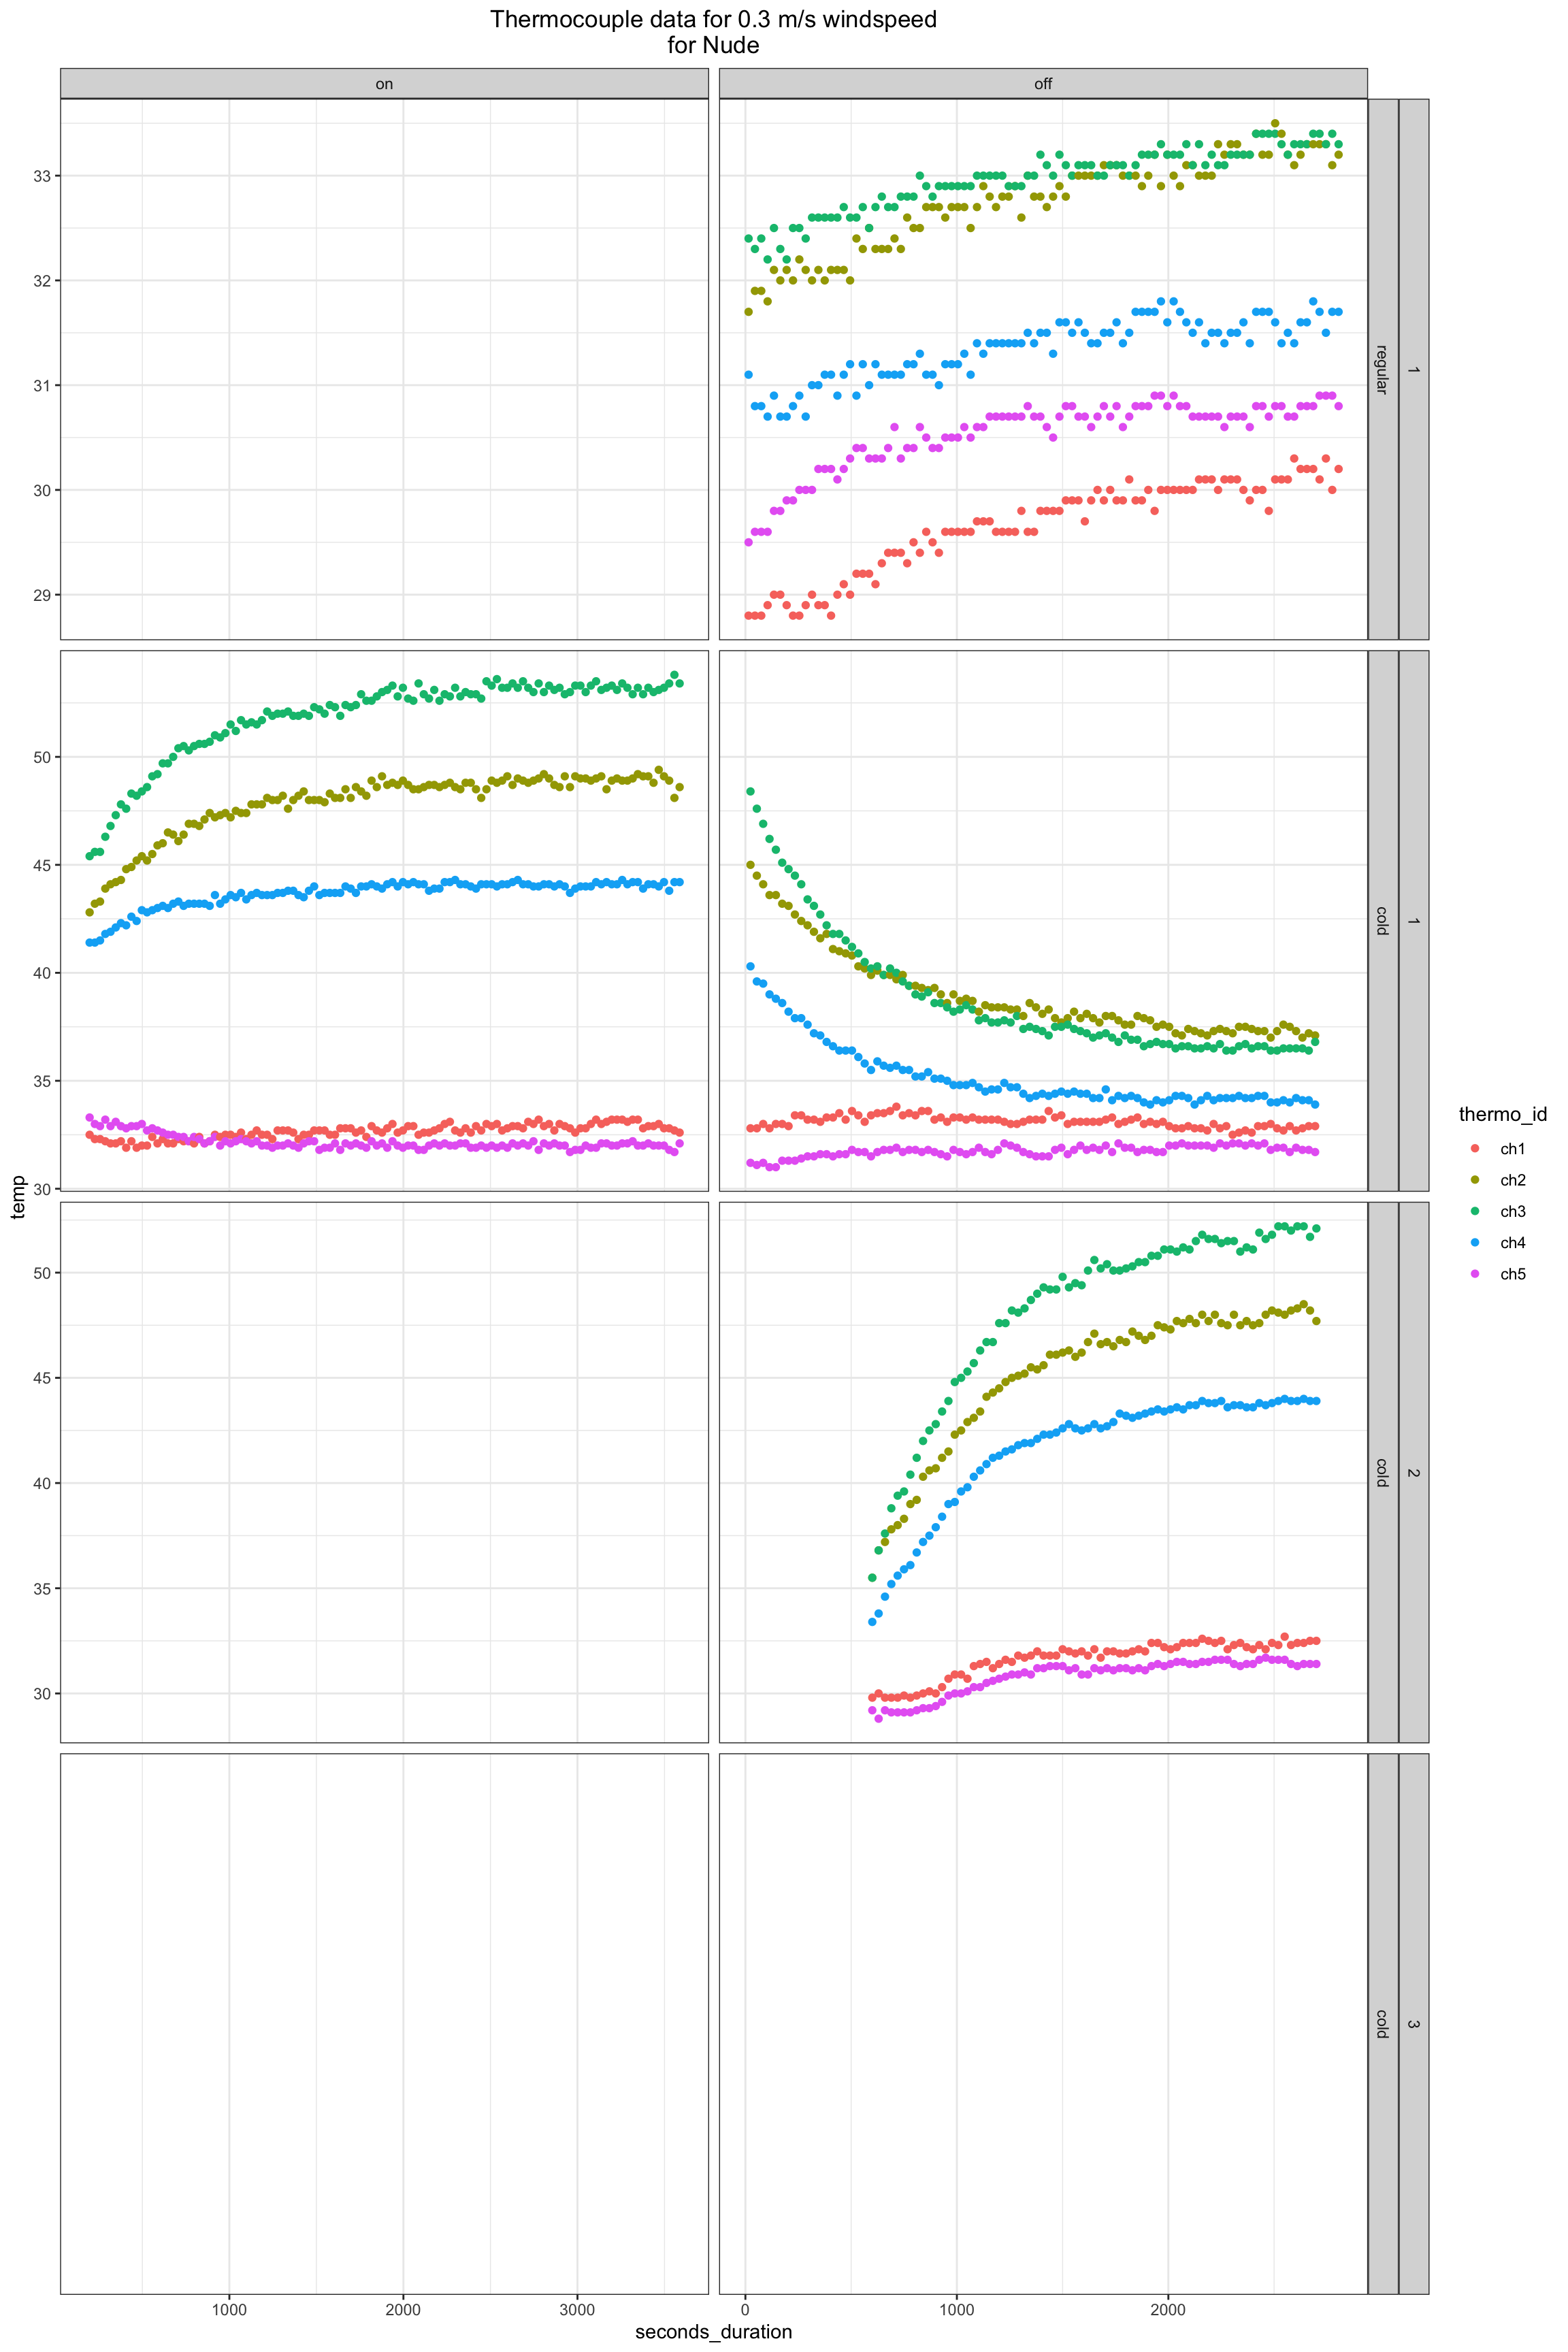 Thermocouple data for 0.3 m/s windspeed
for Nude
on
off
33
32
31
30
29
regular
1
50
45
40
35
30
cold
1
temp
50
45
40
35
30
cold
2
cold
3
1000
2000
3000
0
1000
2000
seconds_duration
thermo_id
ch1
ch2
ch3
ch4
ch5